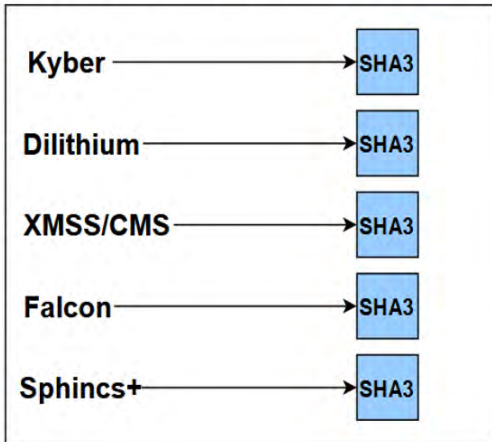 Kyber SHA3
Dilithium SHA3
XMSS/CMS SHA3
Falcon SHA3
Sphincs+ SHA3